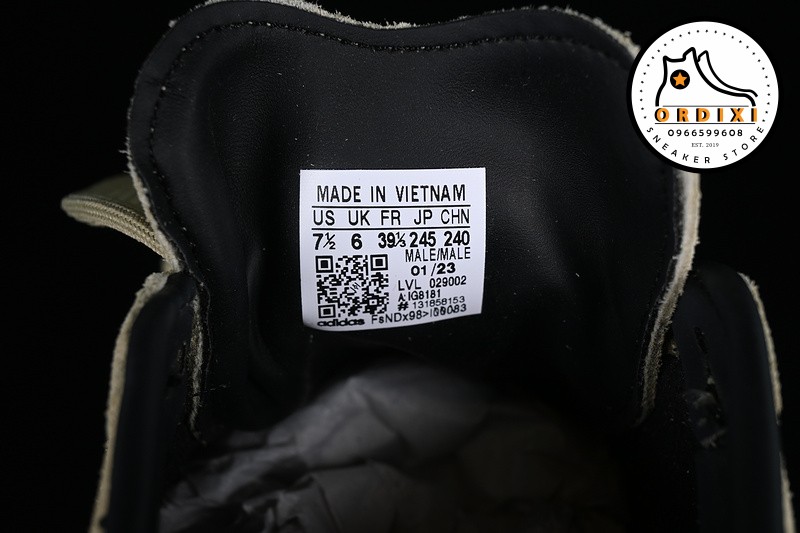 MADE IN VIETNAM
US UK FR JP CHN
7½ 6 39⅓ 245 240
MALE/MALE
01/23
LVL 029002
A:IG8181
# 131858153
adidas
ORDIXI
0966599608
EST. 2019
SNEAKER STORE